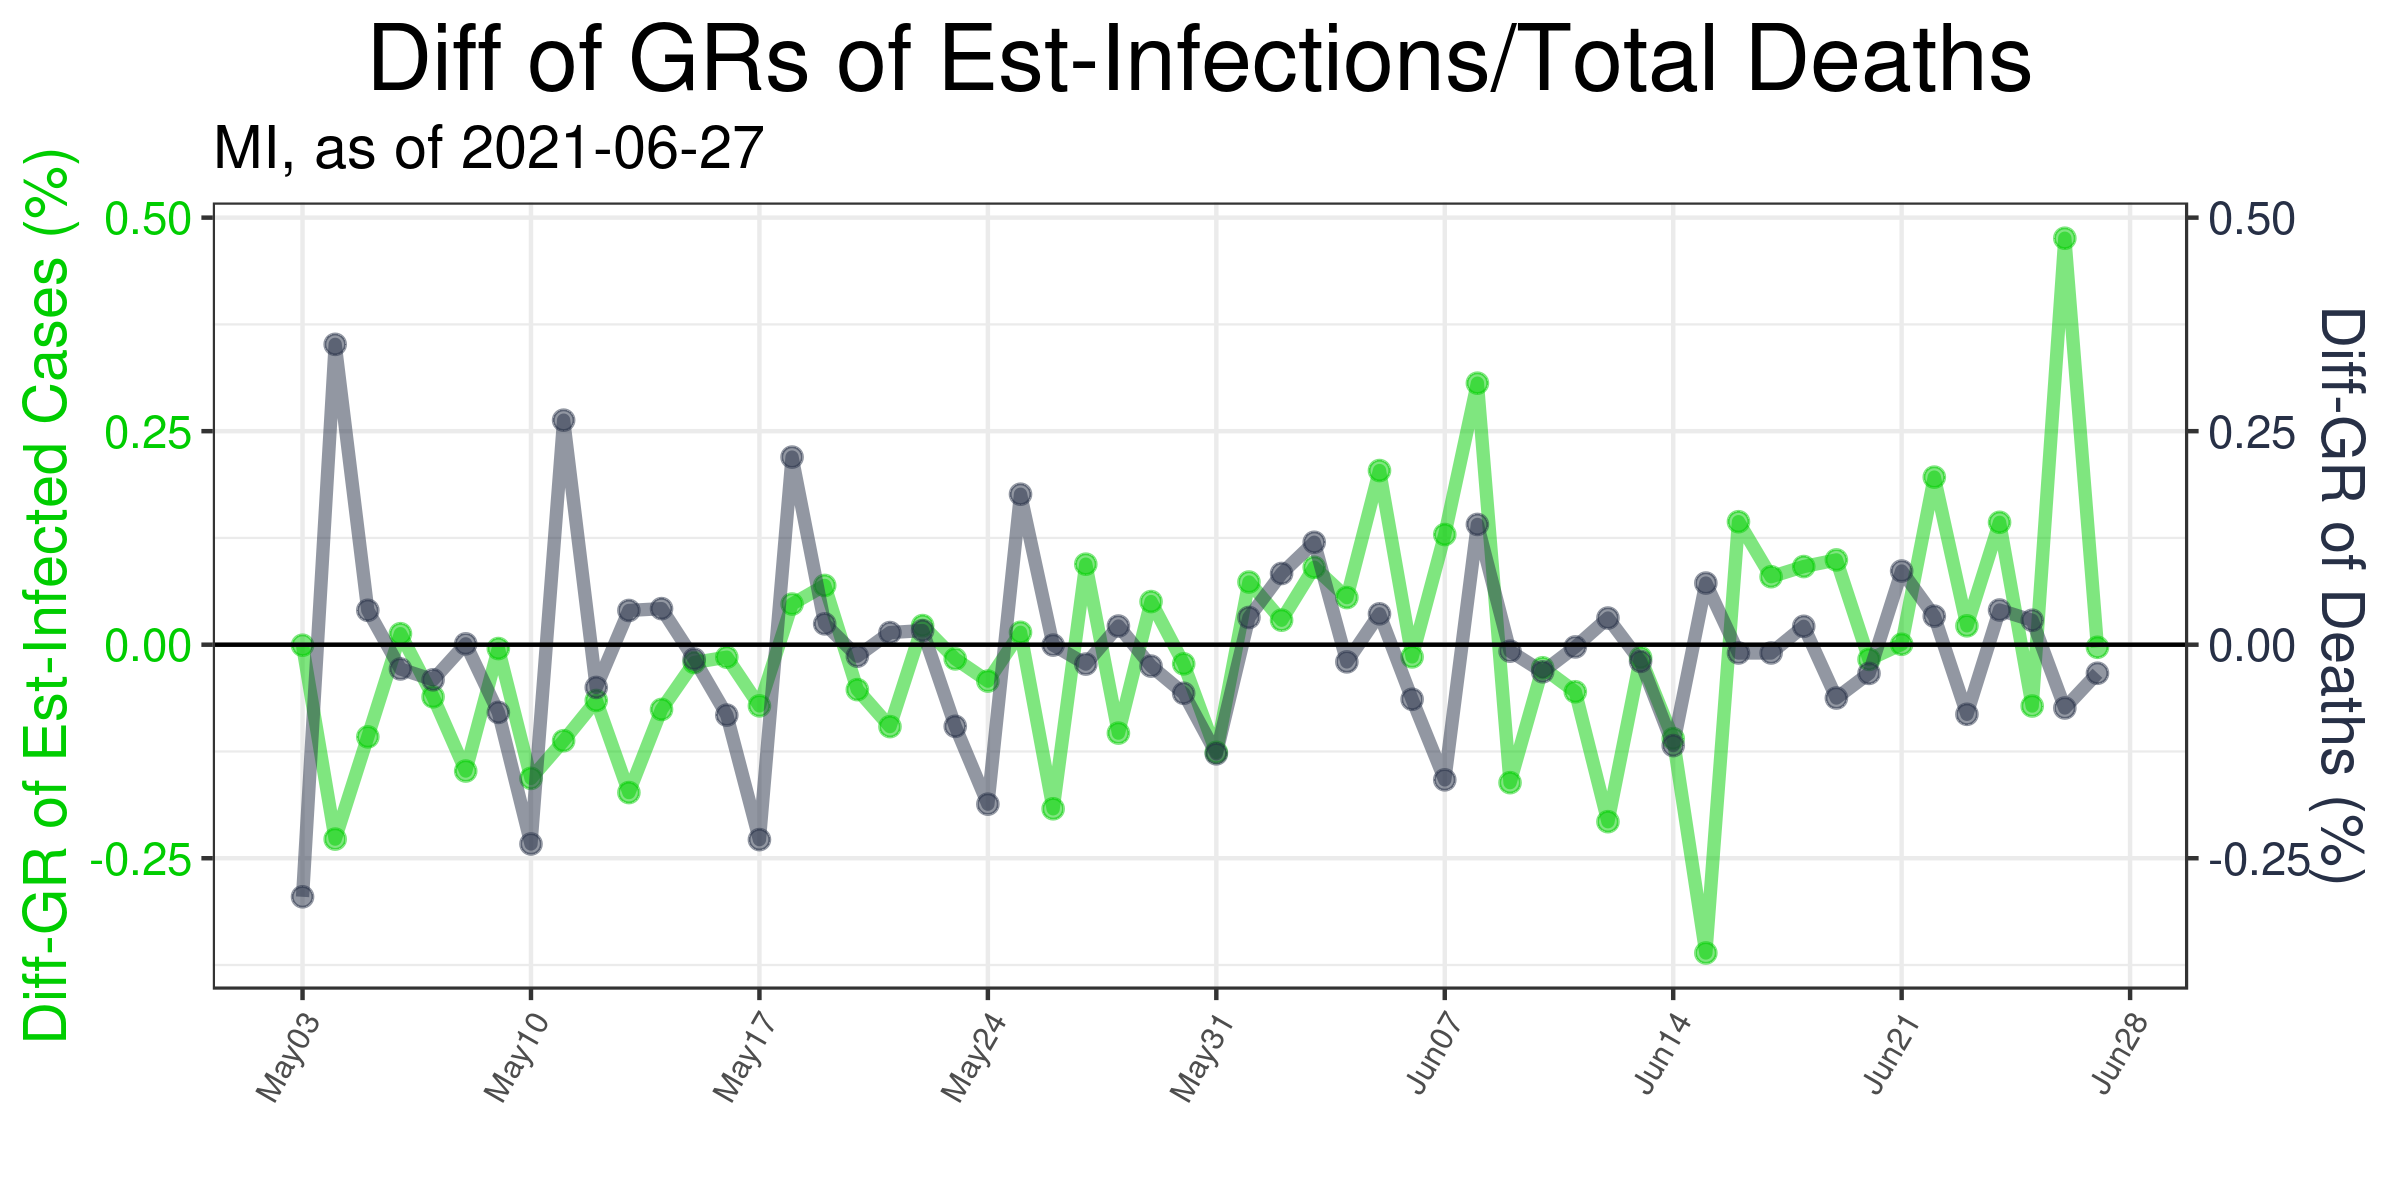 Diff of GRs of Est-Infections/Total Deaths
MI, as of 2021-06-27
Diff-GR of Est-Infected Cases (%)
0.50
0.25
0.00
-0.25
0.50
0.25
0.00
-0.25
Diff-GR of Deaths (%)
May03
May10
May17
May24
May31
Jun07
Jun14
Jun21
Jun28